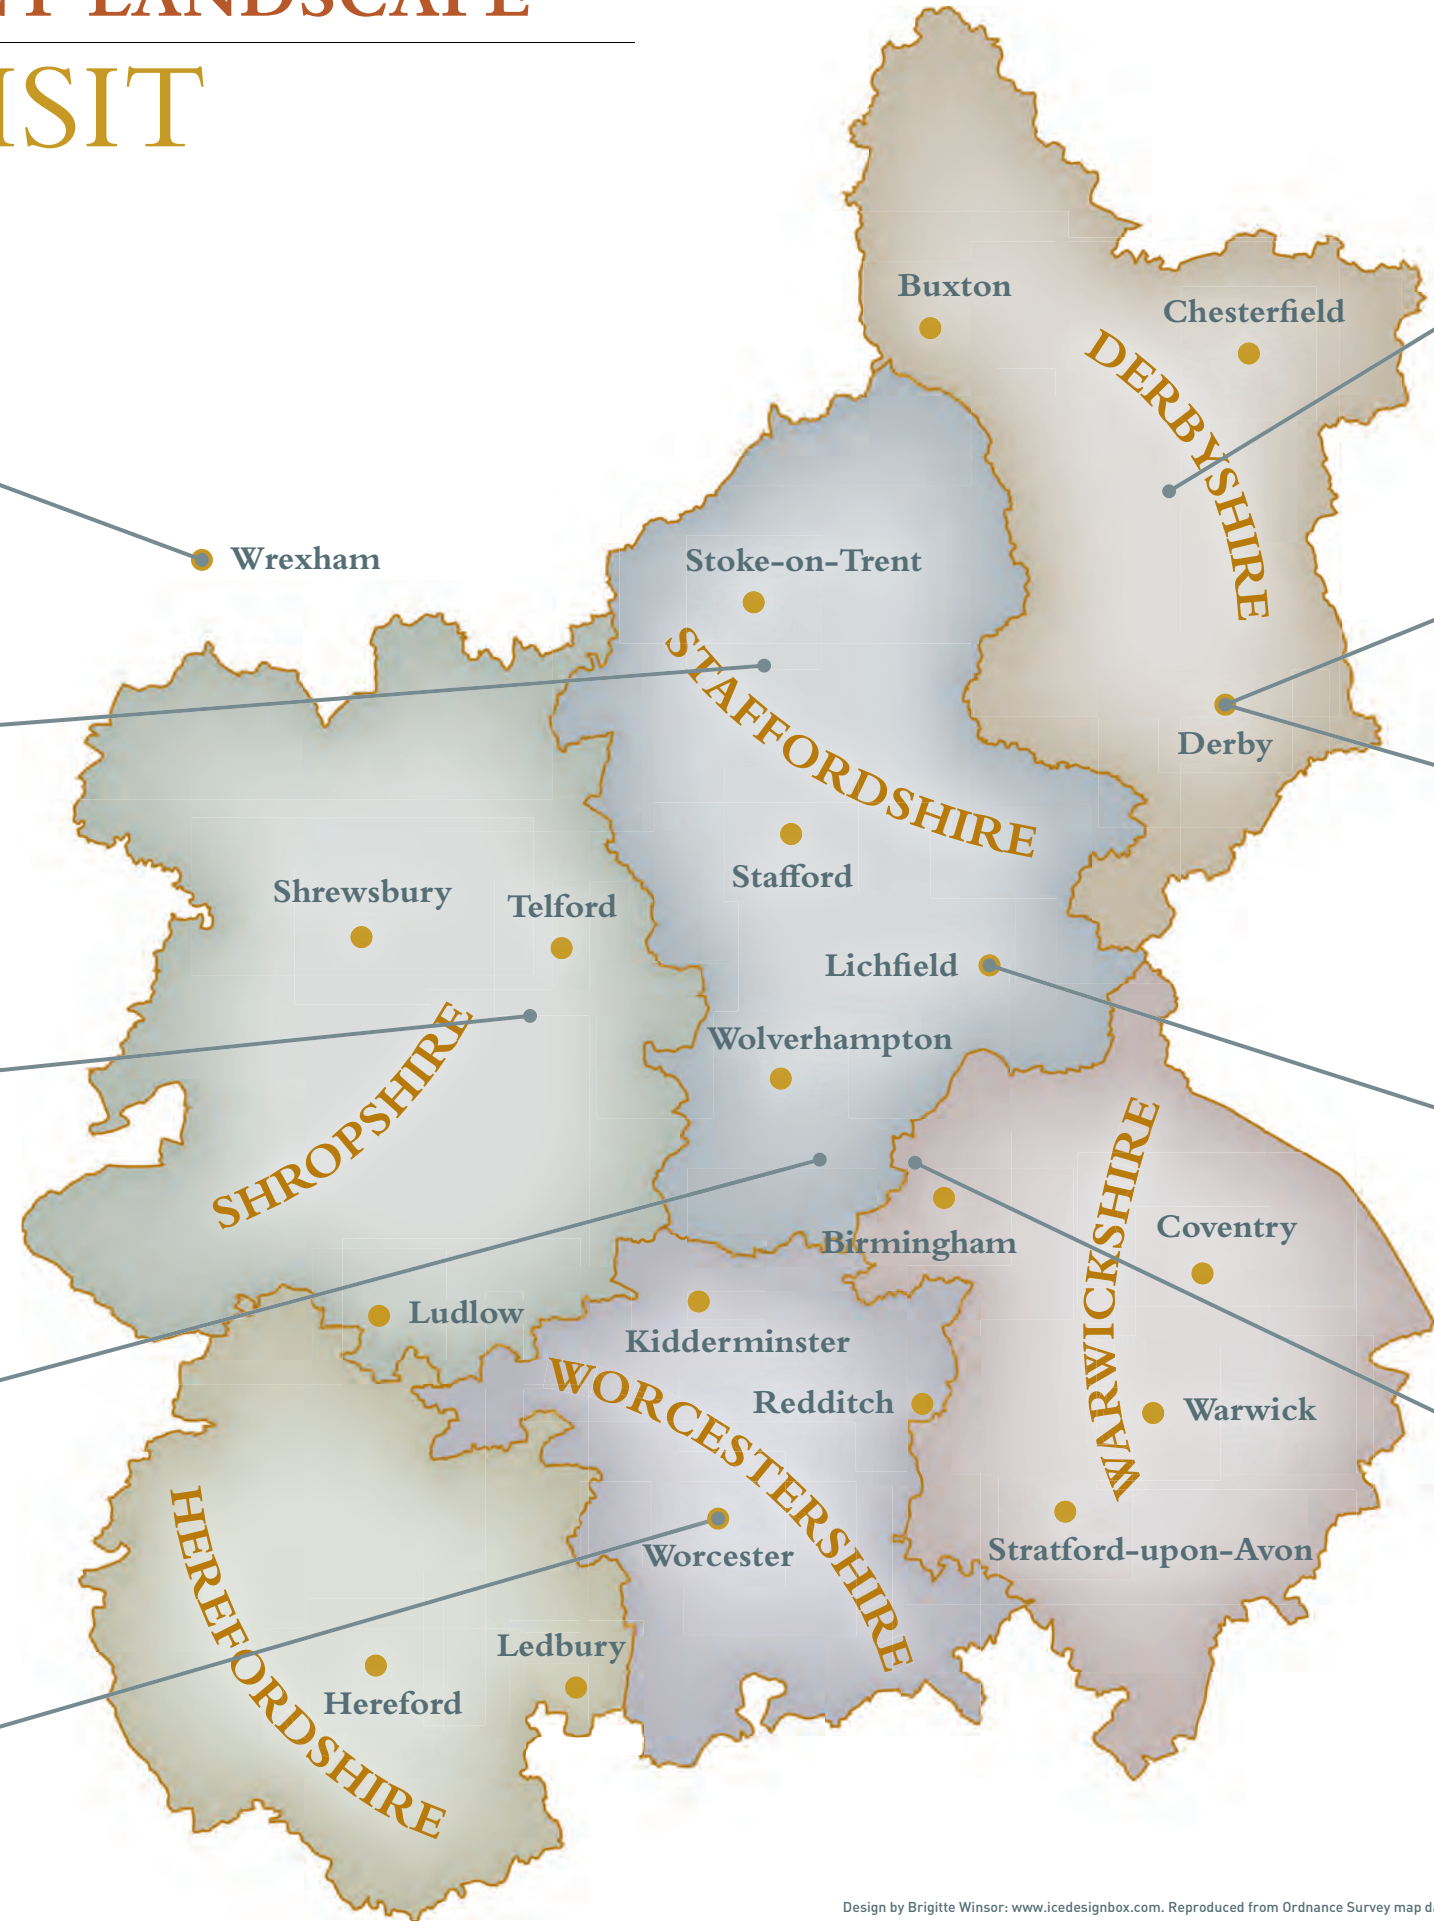 LANDSCAPE
ISIT
Buxton
Chesterfield
DERBYSHIRE
Wrexham
Stoke-on-Trent
STAFFORDSHIRE
Derby
Stafford
Shrewsbury
Telford
Lichfield
Wolverhampton
SHROPSHIRE
WARWICKSHIRE
Coventry
Birmingham
Ludlow
Kidderminster
WORCESTERSHIRE
Redditch
Warwick
HEREFORDSHIRE
Worcester
Stratford-upon-Avon
Ledbury
Hereford
Design by Brigitte Winsor: www.icedesignbox.com. Reproduced from Ordnance Survey map da